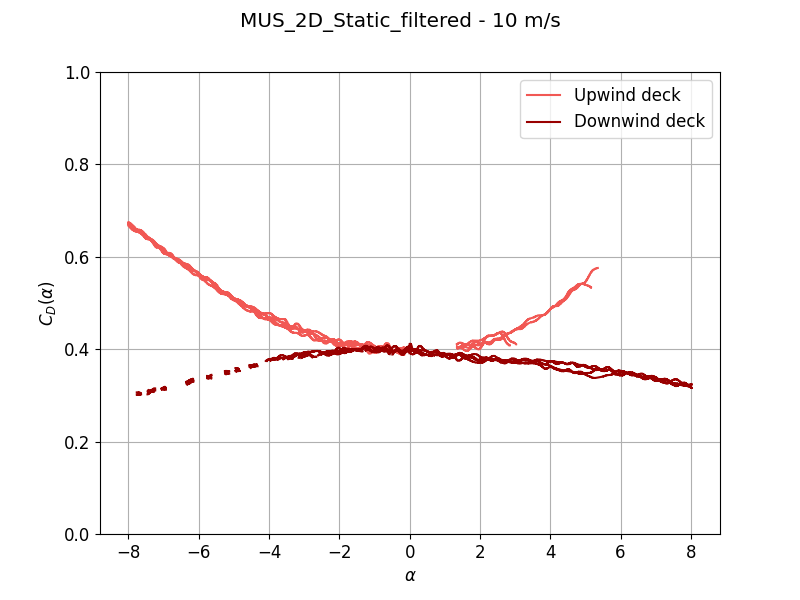 MUS_2D_Static_filtered - 10 m/s
Upwind deck
Downwind deck
C_D(α)
1.0
0.8
0.6
0.4
0.2
0.0
−8 −6 −4 −2 0 2 4 6 8
α